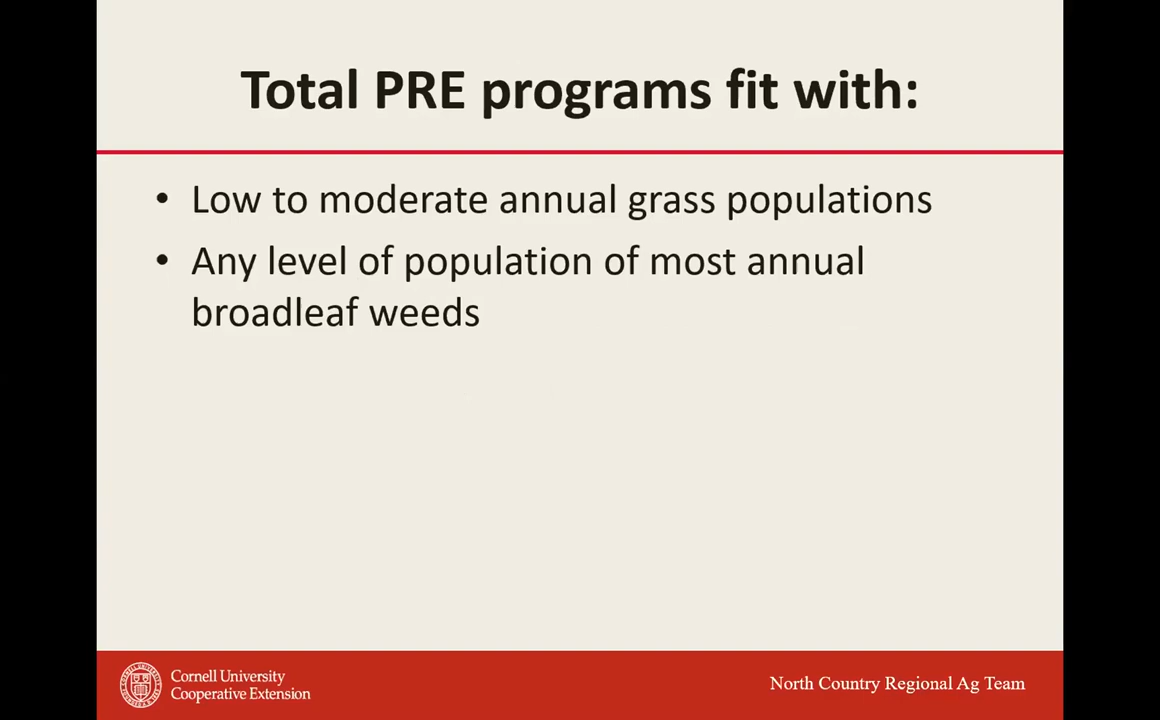 Total PRE programs fit with:
• Low to moderate annual grass populations
• Any level of population of most annual
broadleaf weeds
Cornell University
Cooperative Extension
North Country Regional Ag Team